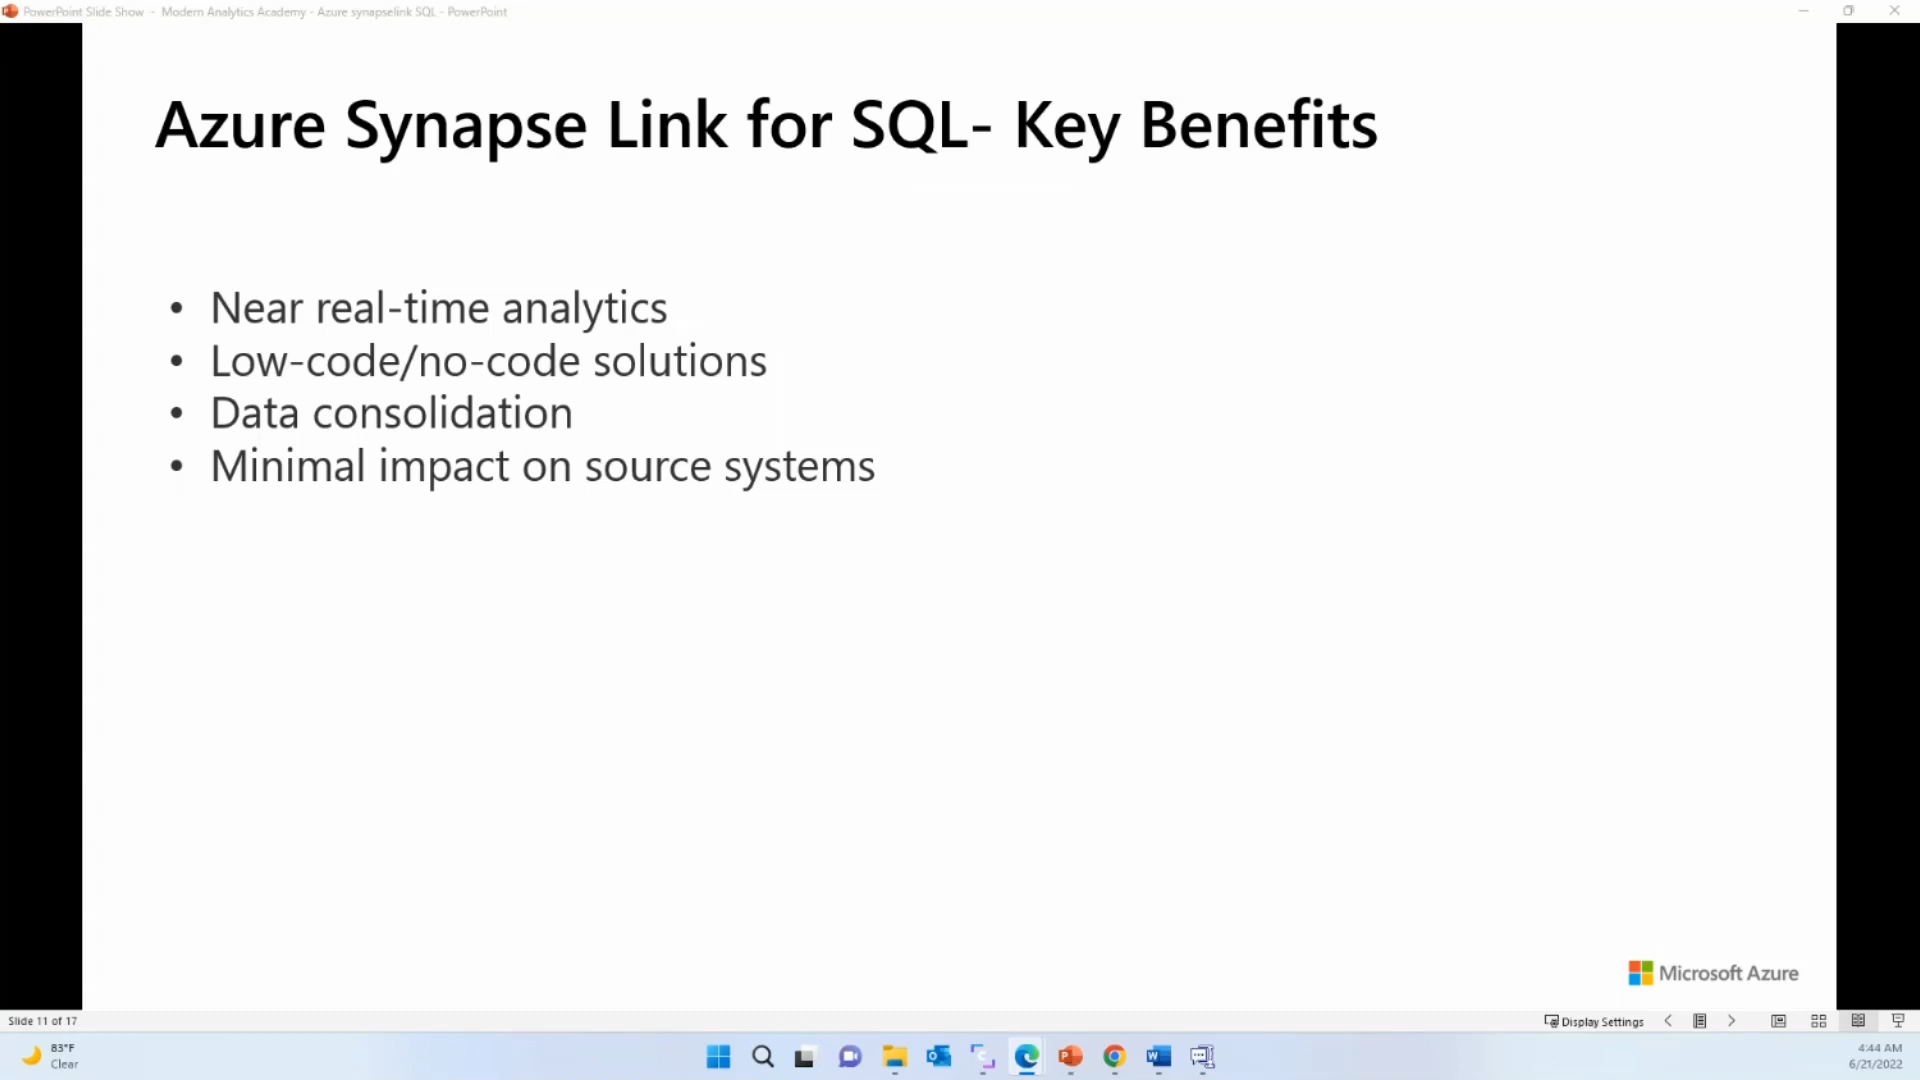 PowerPoint Slide Show - Modern Analytics Academy - Azure synapselink SQL - PowerPoint
Azure Synapse Link for SQL- Key Benefits
• Near real-time analytics
• Low-code/no-code solutions
• Data consolidation
• Minimal impact on source systems
Microsoft Azure
Slide 11 of 17
Display Settings
83°F
Clear
4:44 AM
6/21/2022